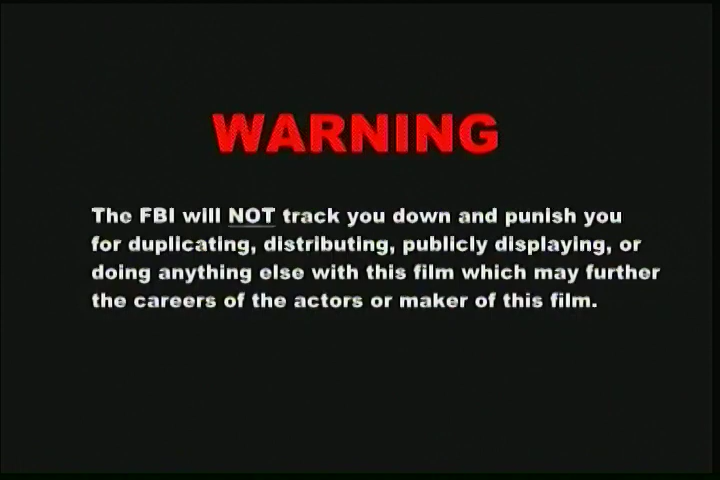 WARNING
The FBI will NOT track you down and punish you
for duplicating, distributing, publicly displaying, or
doing anything else with this film which may further
the careers of the actors or maker of this film.